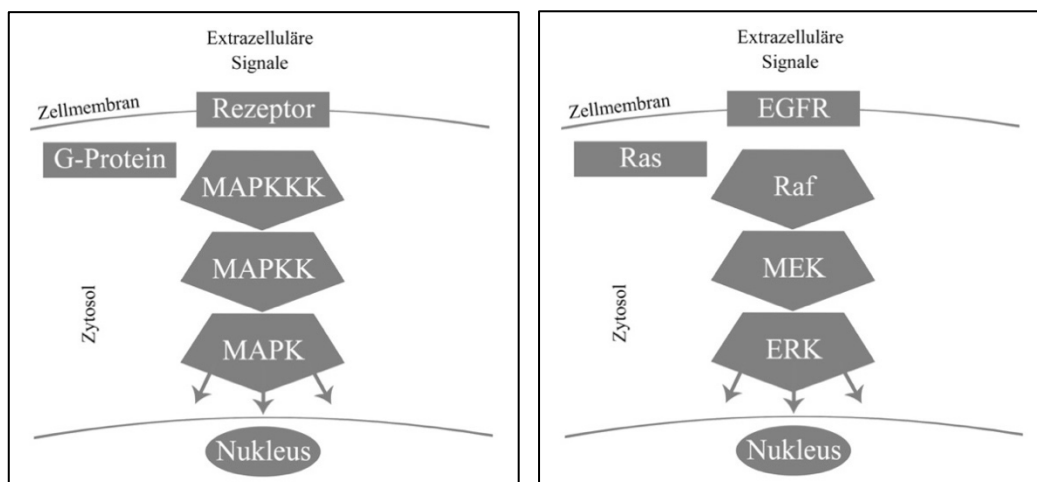 Extrazelluläre
Signale
Zellmembran
Rezeptor
G-Protein
MAPKKK
MAPKK
Zytosol
MAPK
Nukleus
Extrazelluläre
Signale
Zellmembran
EGFR
Ras
Raf
MEK
Zytosol
ERK
Nukleus